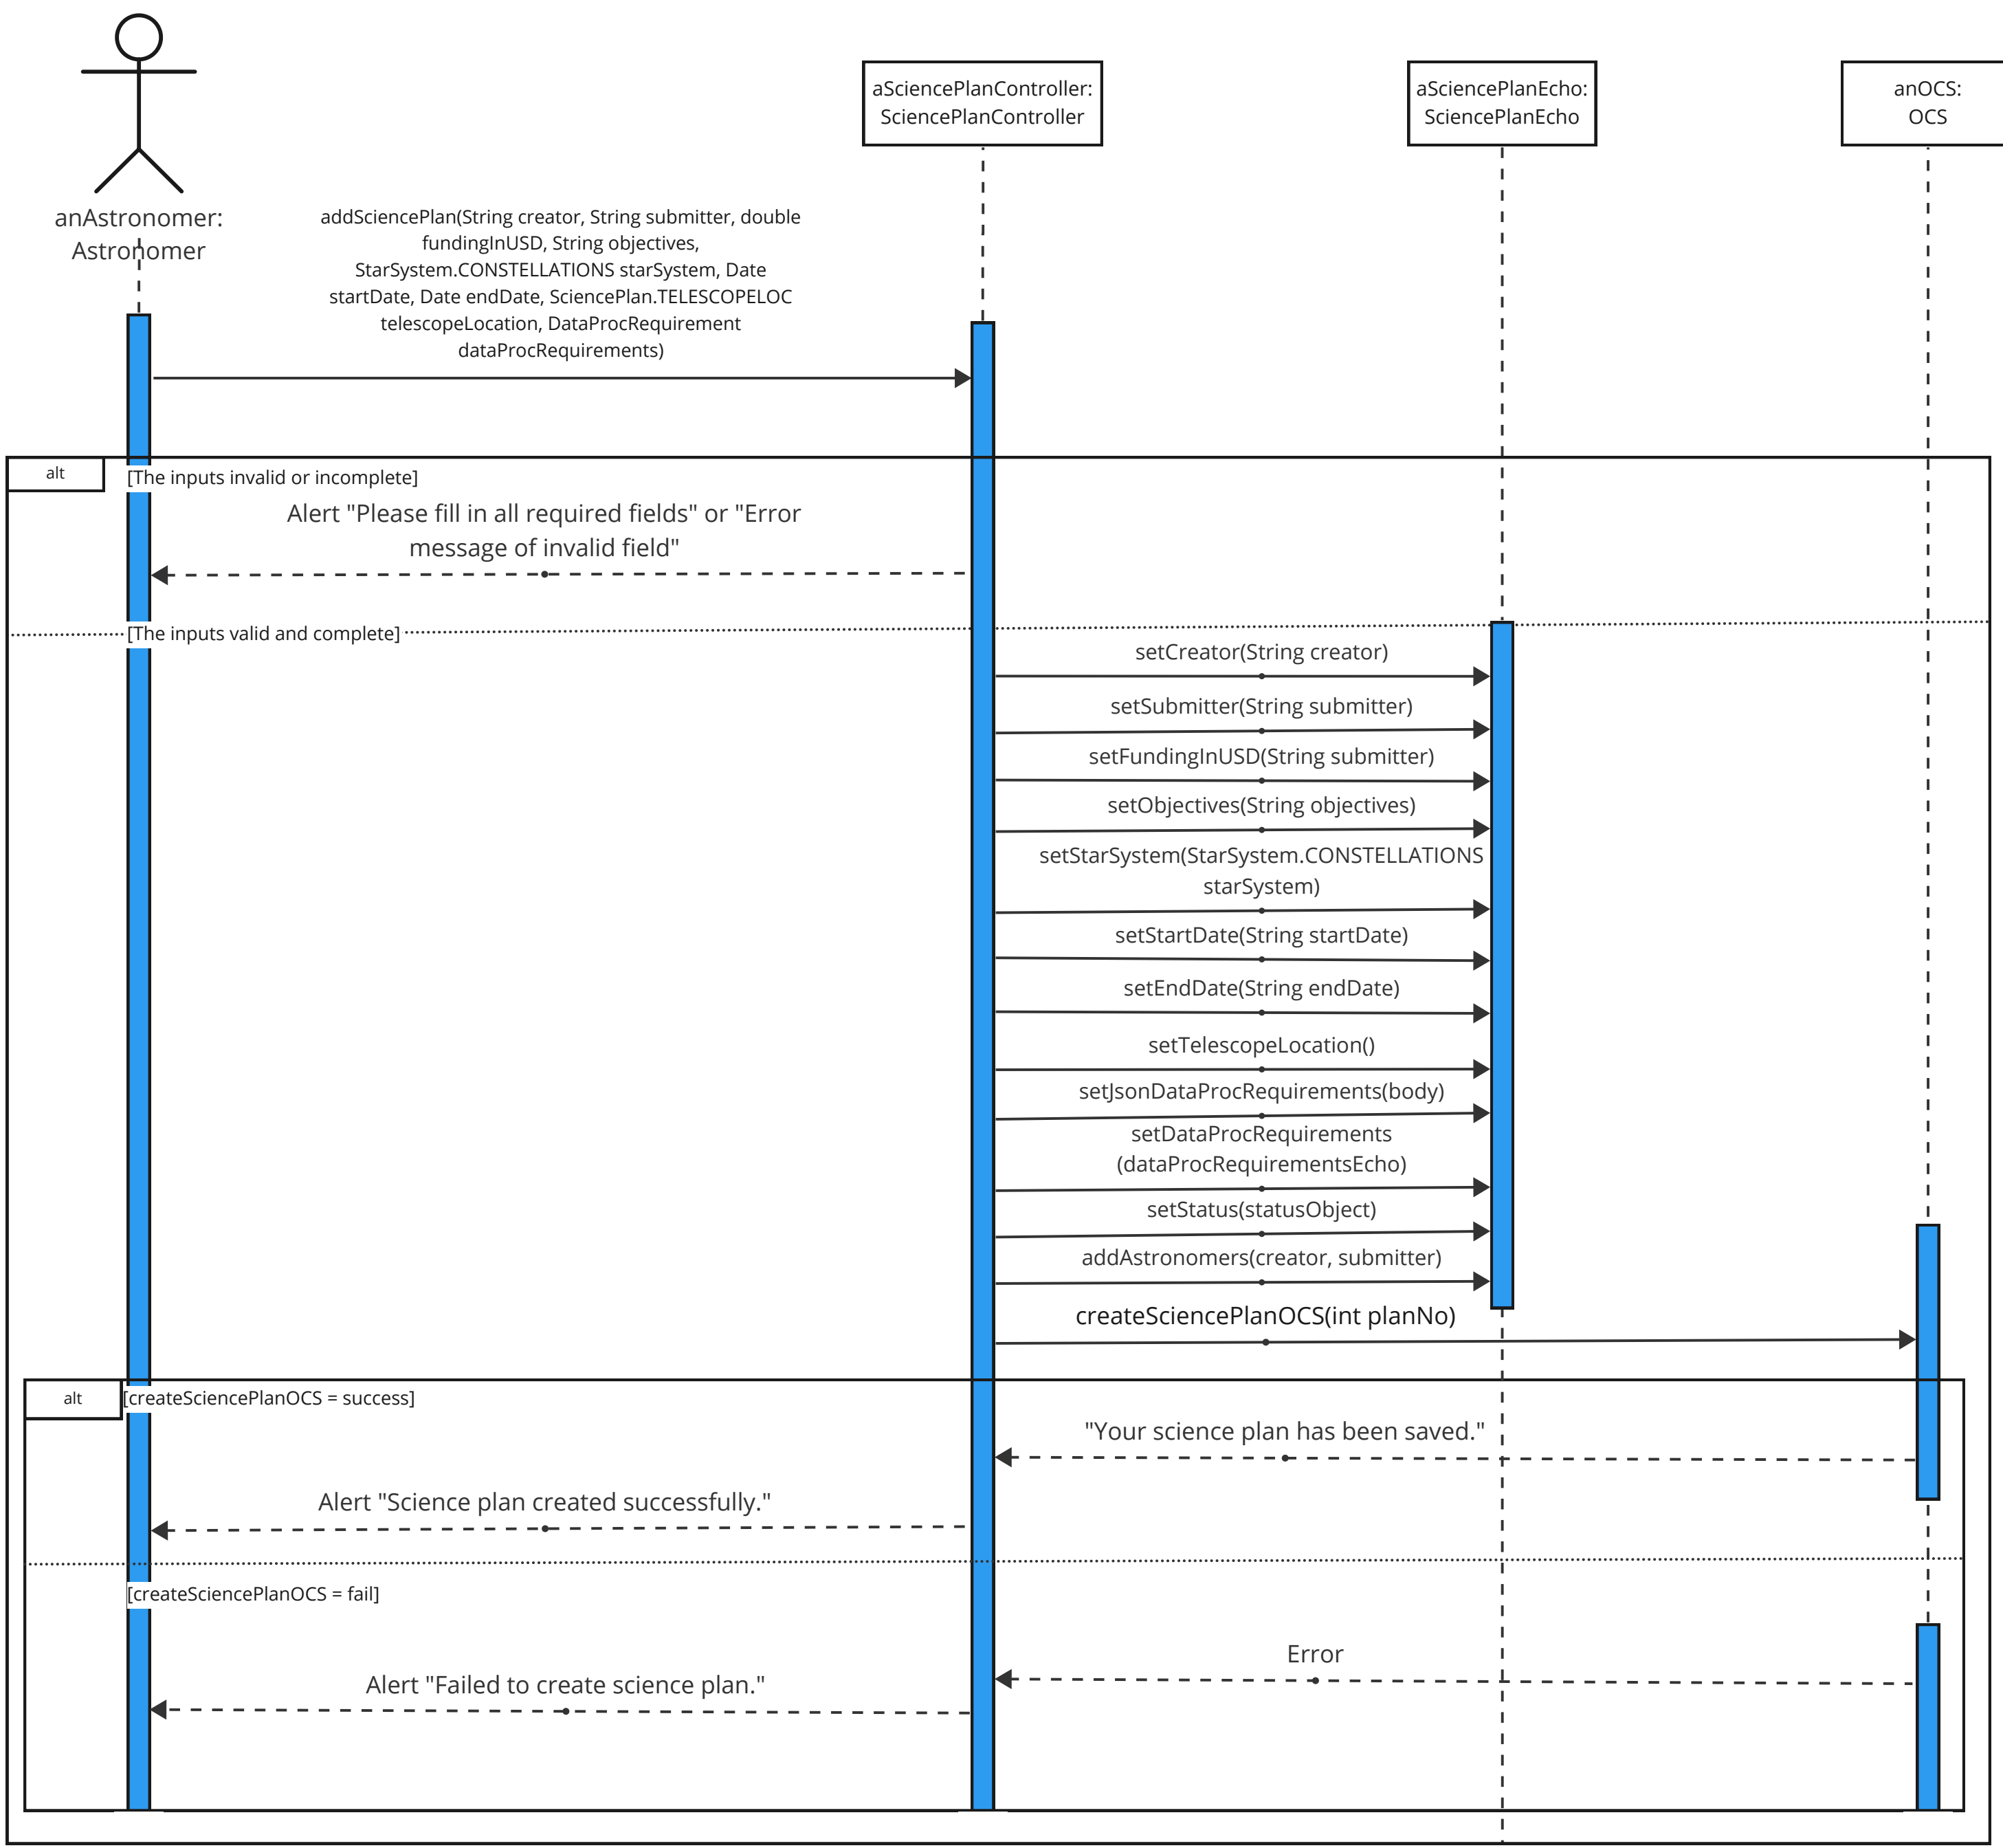 aSciencePlanController:
SciencePlanController
aSciencePlanEcho:
SciencePlanEcho
anOCS:
OCS
anAstronomer:
Astronomer
addSciencePlan(String creator, String submitter, double
fundingInUSD, String objectives,
StarSystem.CONSTELLATIONS starSystem, Date
startDate, Date endDate, SciencePlan.TELESCOPELOC
telescopeLocation, DataProcRequirement
dataProcRequirements)
alt
[The inputs invalid or incomplete]
Alert "Please fill in all required fields" or "Error
message of invalid field"
[The inputs valid and complete]
setCreator(String creator)
setSubmitter(String submitter)
setFundingInUSD(String submitter)
setObjectives(String objectives)
setStarSystem(StarSystem.CONSTELLATIONS
starSystem)
setStartDate(String startDate)
setEndDate(String endDate)
setTelescopeLocation()
setJsonDataProcRequirements(body)
setDataProcRequirements
(dataProcRequirementsEcho)
setStatus(statusObject)
addAstronomers(creator, submitter)
createSciencePlanOCS(int planNo)
alt
[createSciencePlanOCS = success]
"Your science plan has been saved."
Alert "Science plan created successfully."
[createSciencePlanOCS = fail]
Error
Alert "Failed to create science plan."